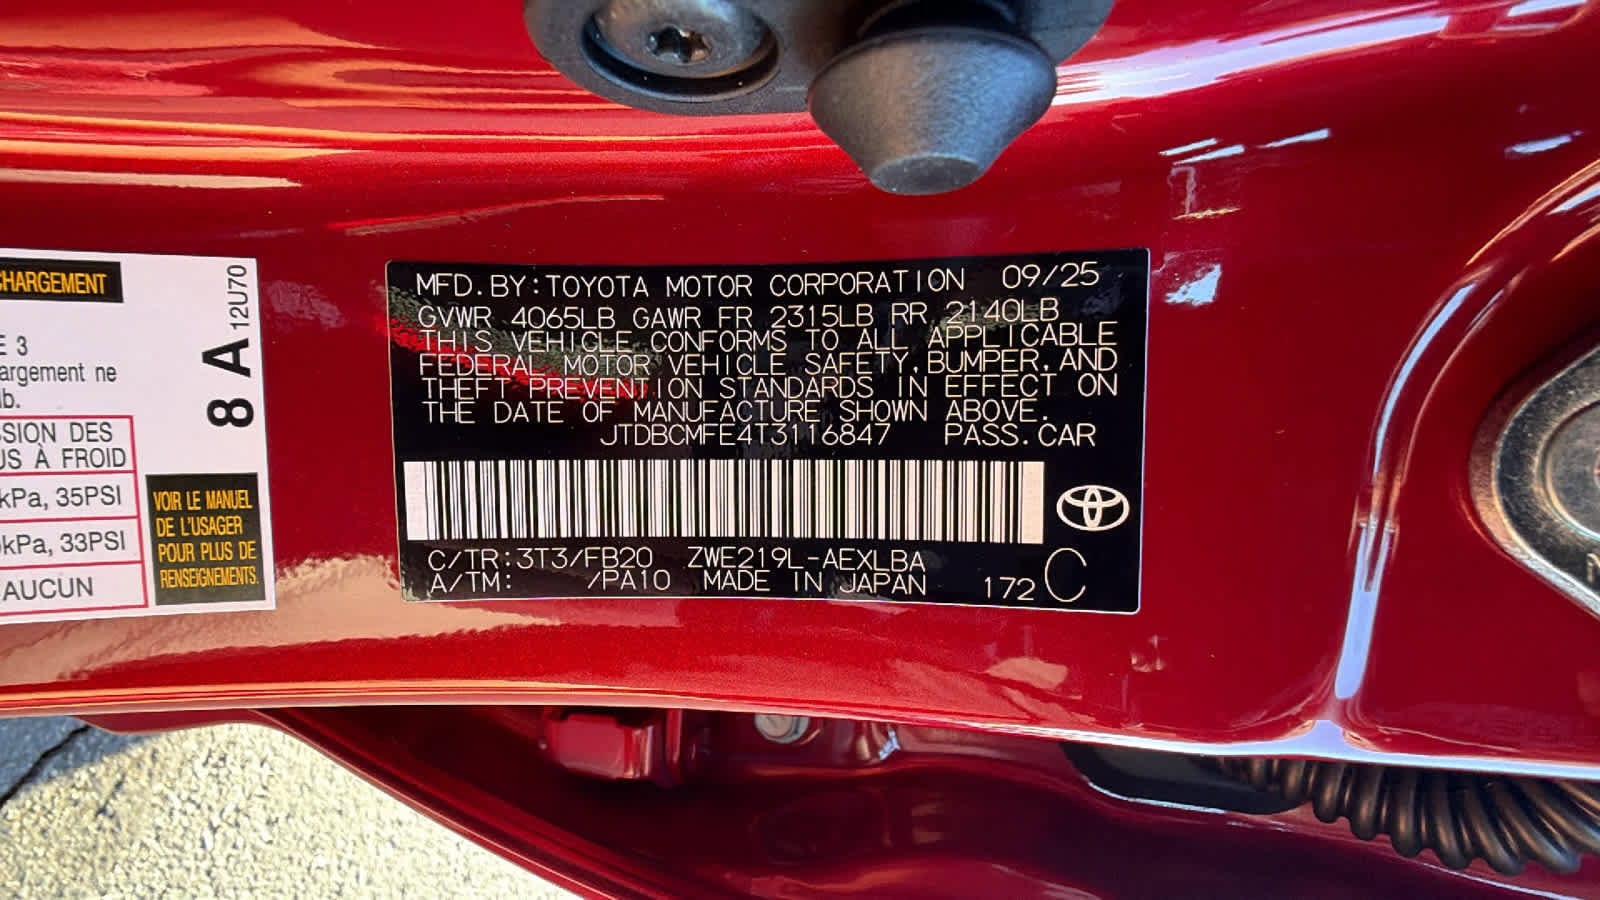 CHARGEMENT
8 A 12U70
E 3
argement ne
lb.
SSION DES
US À FROID
kPa, 35PSI
kPa, 33PSI
AUCUN
VOIR LE MANUEL
DE L'USAGER
POUR PLUS DE
RENSEIGNEMENTS.
MFD.BY:TOYOTA MOTOR CORPORATION 09/25
GVWR 4065LB GAWR FR 2315LB RR 2140LB
THIS VEHICLE CONFORMS TO ALL APPLICABLE
FEDERAL MOTOR VEHICLE SAFETY,BUMPER,AND
THEFT PREVENTION STANDARDS IN EFFECT ON
THE DATE OF MANUFACTURE SHOWN ABOVE.
JTDBCMFE4T3116847 PASS.CAR
C/TR:3T3/FB20 ZWE219L-AEXLBA
A/TM: /PA10 MADE IN JAPAN 172 C